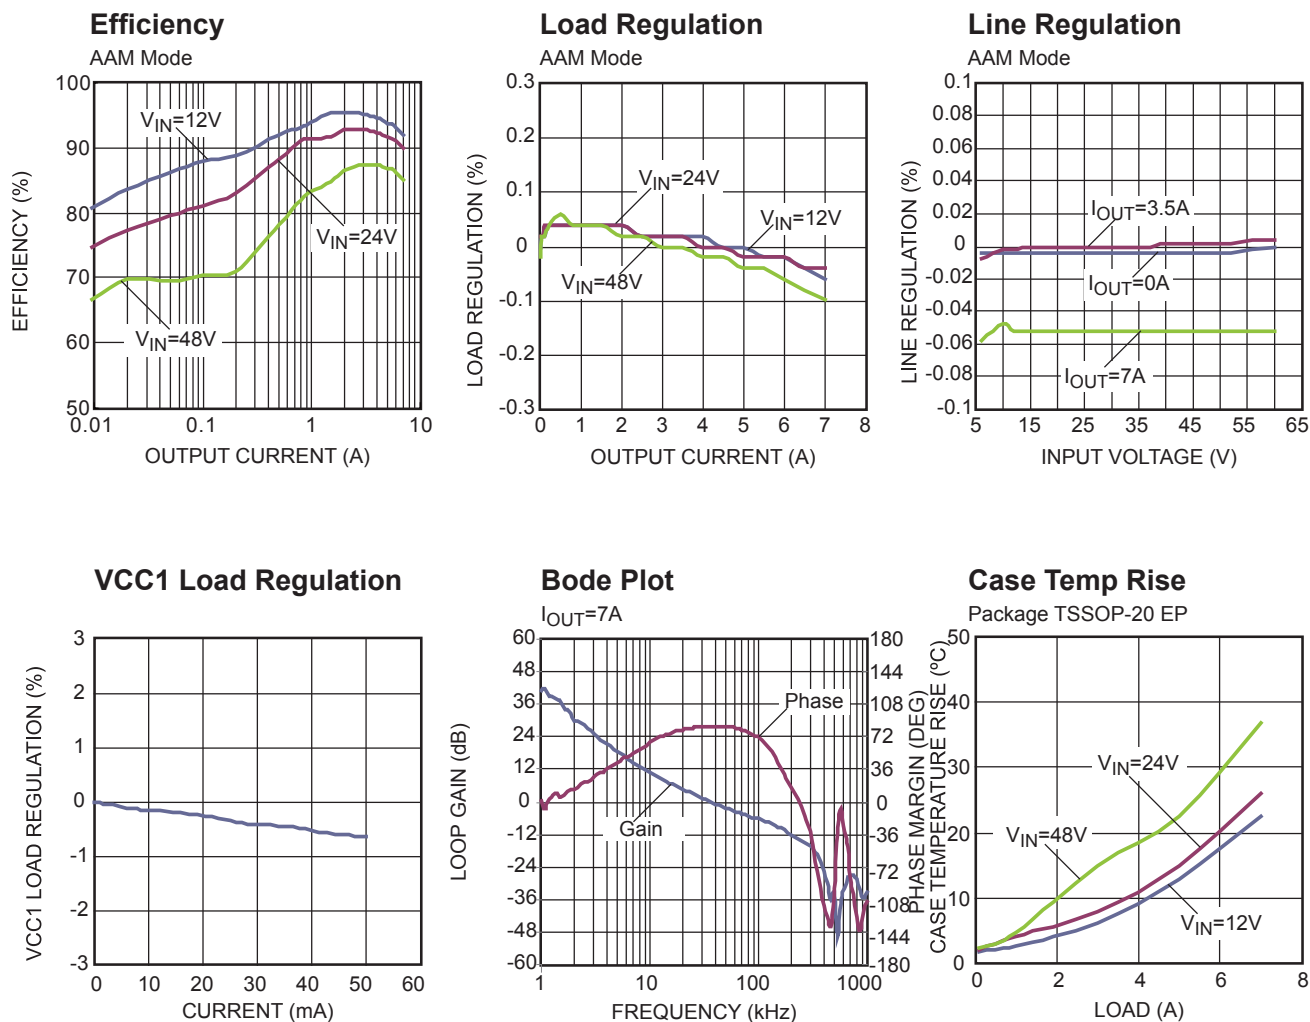 Efficiency
AAM Mode
100
90
80
70
60
50
0.01
0.1
1
10
EFFICIENCY (%)
OUTPUT CURRENT (A)
VIN=12V
VIN=24V
VIN=48V
Load Regulation
AAM Mode
0.3
0.2
0.1
0
-0.1
-0.2
-0.3
0
1
2
3
4
5
6
7
8
LOAD REGULATION (%)
OUTPUT CURRENT (A)
VIN=24V
VIN=12V
VIN=48V
Line Regulation
AAM Mode
0.1
0.08
0.06
0.04
0.02
0
-0.02
-0.04
-0.06
-0.08
-0.1
5
15
25
35
45
55
65
LINE REGULATION (%)
INPUT VOLTAGE (V)
IOUT=3.5A
IOUT=0A
IOUT=7A
VCC1 Load Regulation
3
2
1
0
-1
-2
-3
0
10
20
30
40
50
60
VCC1 LOAD REGULATION (%)
CURRENT (mA)
Bode Plot
IOUT=7A
60
48
36
24
12
0
-12
-24
-36
-48
-60
180
144
108
72
36
0
-36
-72
-108
-144
-180
1
10
100
1000
LOOP GAIN (dB)
PHASE MARGIN (DEG)
FREQUENCY (kHz)
Phase
Gain
Case Temp Rise
Package TSSOP-20 EP
50
40
30
20
10
0
0
2
4
6
8
CASE TEMPERATURE RISE (ºC)
LOAD (A)
VIN=24V
VIN=48V
VIN=12V